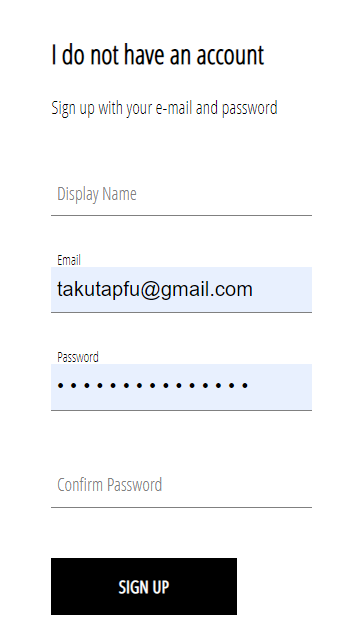 I do not have an account
Sign up with your e-mail and password
Display Name
Email
takutapfu@gmail.com
Password
•••••••••••••••
Confirm Password
SIGN UP